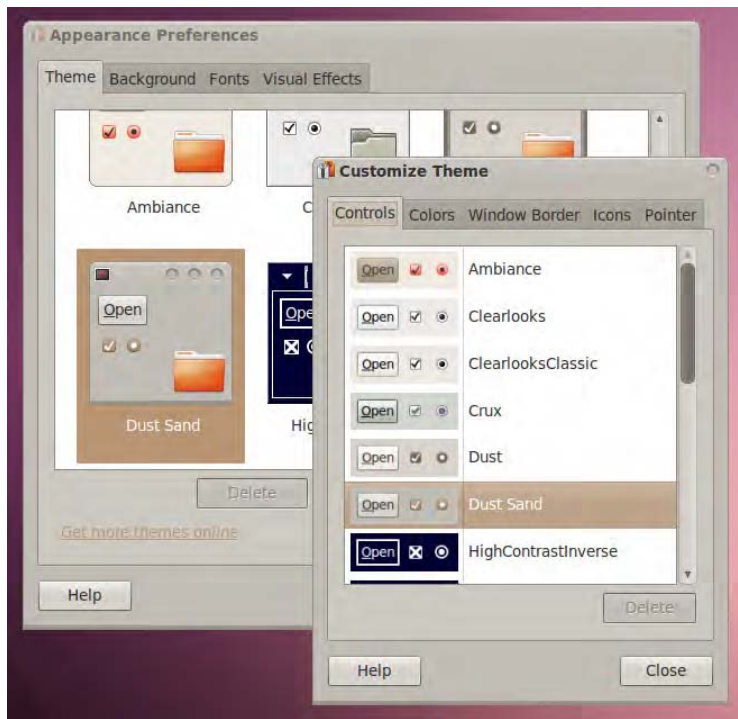 Appearance Preferences
Theme Background Fonts Visual Effects
Ambiance
C
Open
Dust Sand
Ope
Hig
Delete
Get more themes online
Help
Customize Theme
Controls Colors Window Border Icons Pointer
Open Ambiance
Open Clearlooks
Open ClearlooksClassic
Open Crux
Open Dust
Open Dust Sand
Open HighContrastInverse
Delete
Help Close